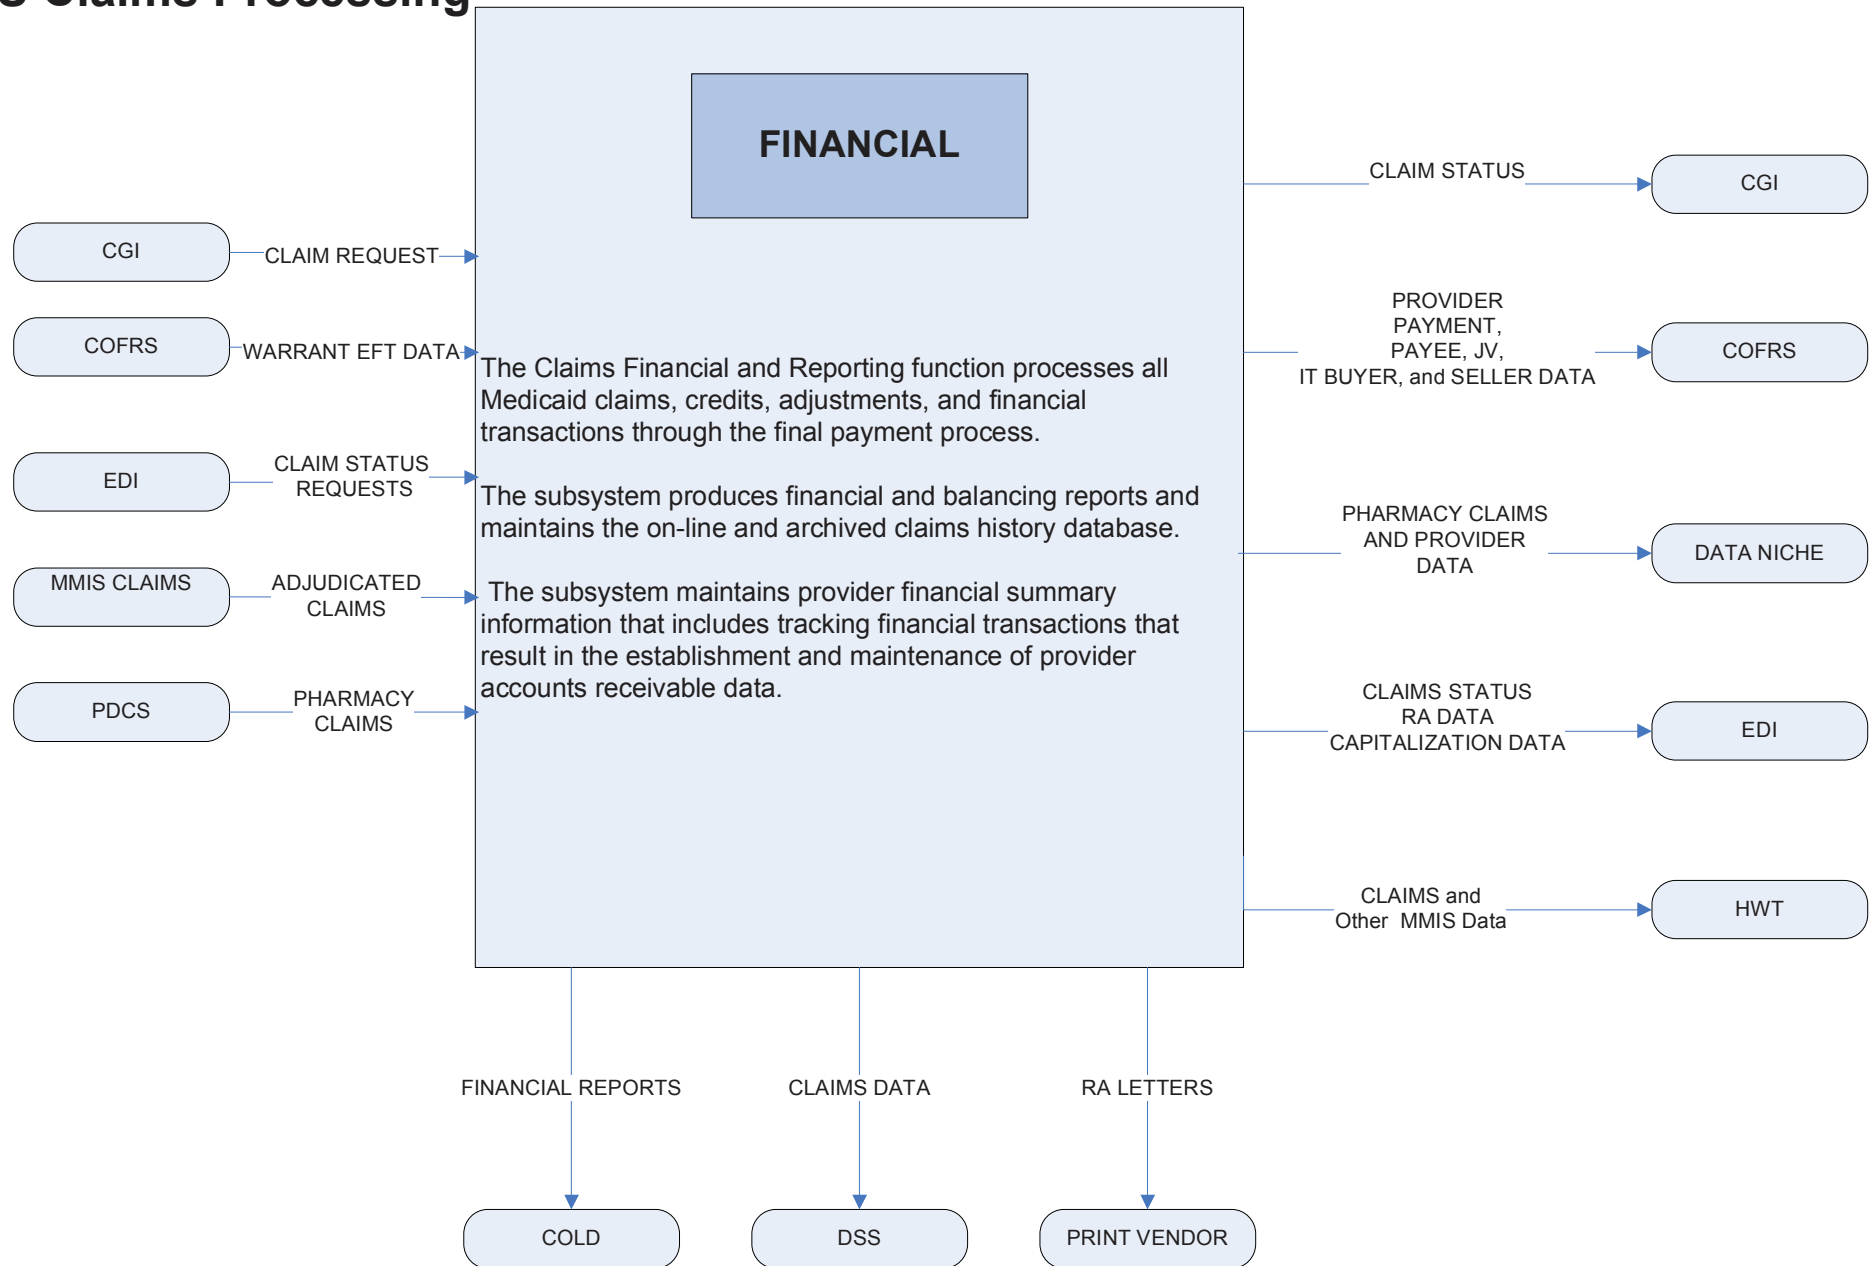 Claims Processing
FINANCIAL
CGI
CLAIM REQUEST
COFRS
WARRANT EFT DATA
EDI
CLAIM STATUS
REQUESTS
MMIS CLAIMS
ADJUDICATED
CLAIMS
PDCS
PHARMACY
CLAIMS
The Claims Financial and Reporting function processes all
Medicaid claims, credits, adjustments, and financial
transactions through the final payment process.
The subsystem produces financial and balancing reports and
maintains the on-line and archived claims history database.
The subsystem maintains provider financial summary
information that includes tracking financial transactions that
result in the establishment and maintenance of provider
accounts receivable data.
CLAIM STATUS
CGI
PROVIDER
PAYMENT,
PAYEE, JV,
IT BUYER, and SELLER DATA
COFRS
PHARMACY CLAIMS
AND PROVIDER
DATA
DATA NICHE
CLAIMS STATUS
RA DATA
CAPITALIZATION DATA
EDI
CLAIMS and
Other MMIS Data
HWT
FINANCIAL REPORTS
CLAIMS DATA
RA LETTERS
COLD
DSS
PRINT VENDOR